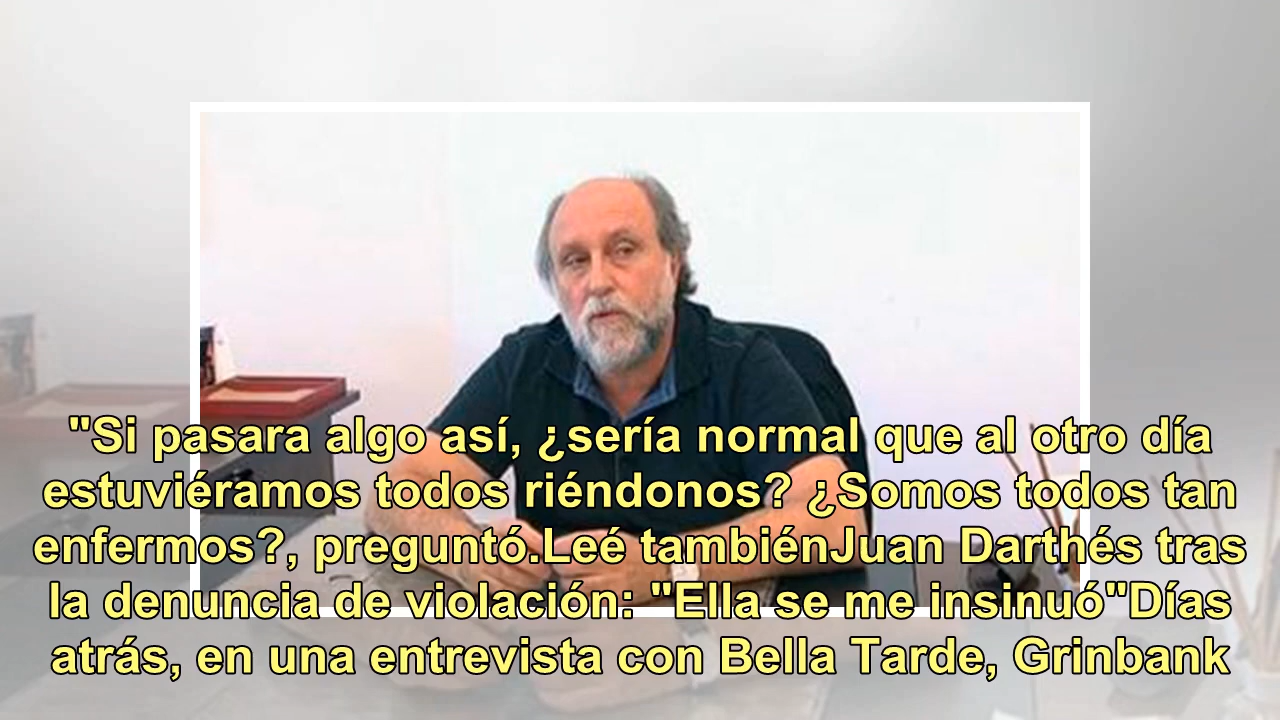 "Si pasara algo así, ¿sería normal que al otro día
estuviéramos todos riéndonos? ¿Somos todos tan
enfermos?, preguntó.Leé tambiénJuan Darthés tras
la denuncia de violación: "Ella se me insinuó"Días
atrás, en una entrevista con Bella Tarde, Grinbank